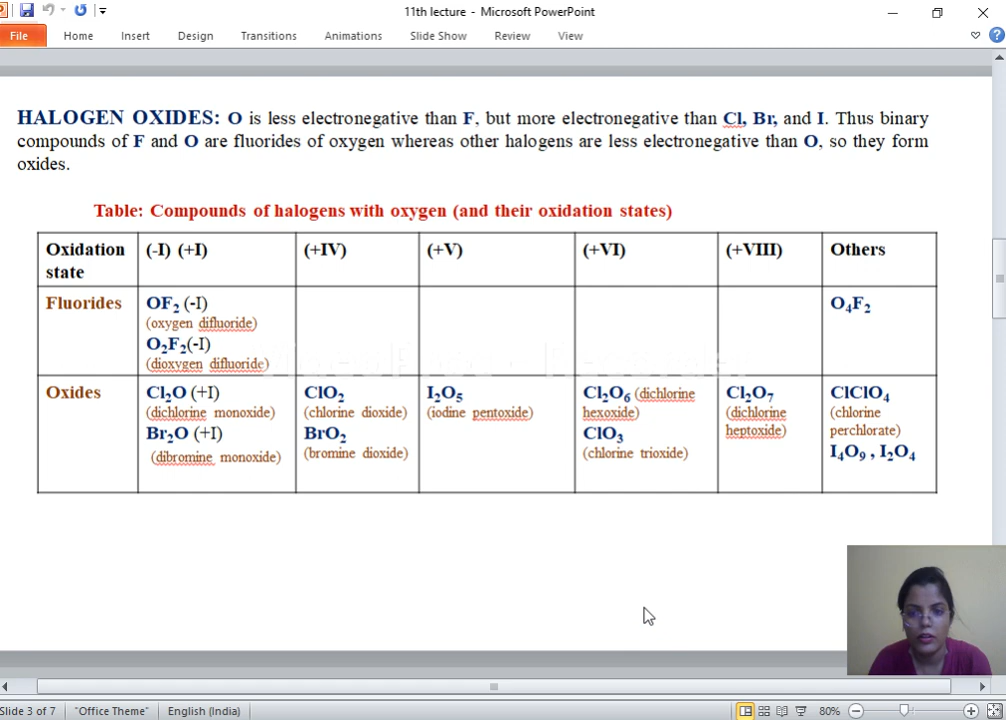 11th lecture - Microsoft PowerPoint
File Home Insert Design Transitions Animations Slide Show Review View
HALOGEN OXIDES: O is less electronegative than F, but more electronegative than Cl, Br, and I. Thus binary
compounds of F and O are fluorides of oxygen whereas other halogens are less electronegative than O, so they form
oxides.
Table: Compounds of halogens with oxygen (and their oxidation states)
Oxidation state (-I) (+I) (+IV) (+V) (+VI) (+VIII) Others
Fluorides
OF₂ (-I)
(oxygen difluoride)
O₂F₂(-I)
(dioxygen difluoride)
O₄F₂
Oxides
Cl₂O (+I)
(dichlorine monoxide)
Br₂O (+I)
(dibromine monoxide)
ClO₂
(chlorine dioxide)
BrO₂
(bromine dioxide)
I₂O₅
(iodine pentoxide)
Cl₂O₆ (dichlorine
hexoxide)
ClO₃
(chlorine trioxide)
Cl₂O₇
(dichlorine
heptoxide)
ClClO₄
(chlorine
perchlorate)
I₄O₉ , I₂O₄
Slide 3 of 7 "Office Theme" English (India) 80%